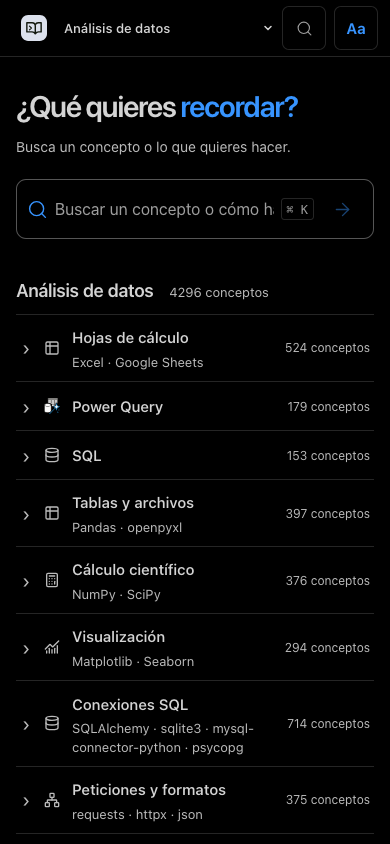 Análisis de datos
Aa
¿Qué quieres recordar?
Busca un concepto o lo que quieres hacer.
Buscar un concepto o cómo ha
⌘ K
Análisis de datos 4296 conceptos
Hojas de cálculo
Excel · Google Sheets
524 conceptos
Power Query
179 conceptos
SQL
153 conceptos
Tablas y archivos
Pandas · openpyxl
397 conceptos
Cálculo científico
NumPy · SciPy
376 conceptos
Visualización
Matplotlib · Seaborn
294 conceptos
Conexiones SQL
SQLAlchemy · sqlite3 · mysql-
connector-python · psycopg
714 conceptos
Peticiones y formatos
requests · httpx · json
375 conceptos